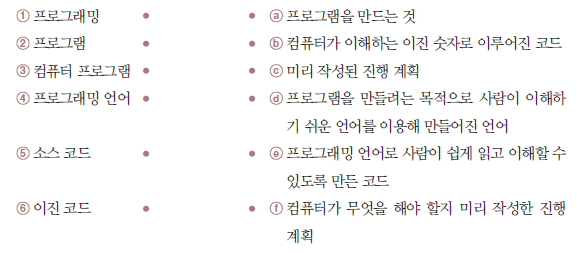 ① 프로그래밍 • • ⓐ 프로그램을 만드는 것
② 프로그램 • • ⓑ 컴퓨터가 이해하는 이진 숫자로 이루어진 코드
③ 컴퓨터 프로그램 • • ⓒ 미리 작성된 진행 계획
④ 프로그래밍 언어 • • ⓓ 프로그램을 만들려는 목적으로 사람이 이해하
기 쉬운 언어를 이용해 만들어진 언어
⑤ 소스 코드 • • ⓔ 프로그래밍 언어로 사람이 쉽게 읽고 이해할 수
있도록 만든 코드
⑥ 이진 코드 • • ⓕ 컴퓨터가 무엇을 해야 할지 미리 작성한 진행
계획